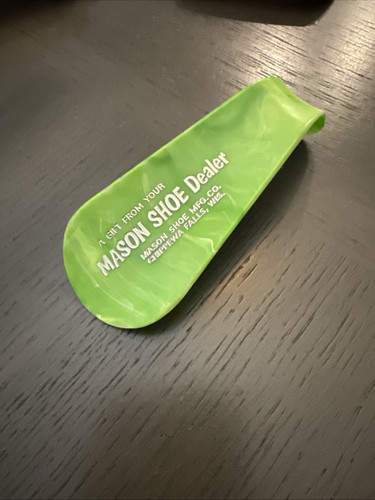 A GIFT FROM YOUR
MASON SHOE Dealer
MASON SHOE MFG. CO.
CHIPPEWA FALLS, WIS.